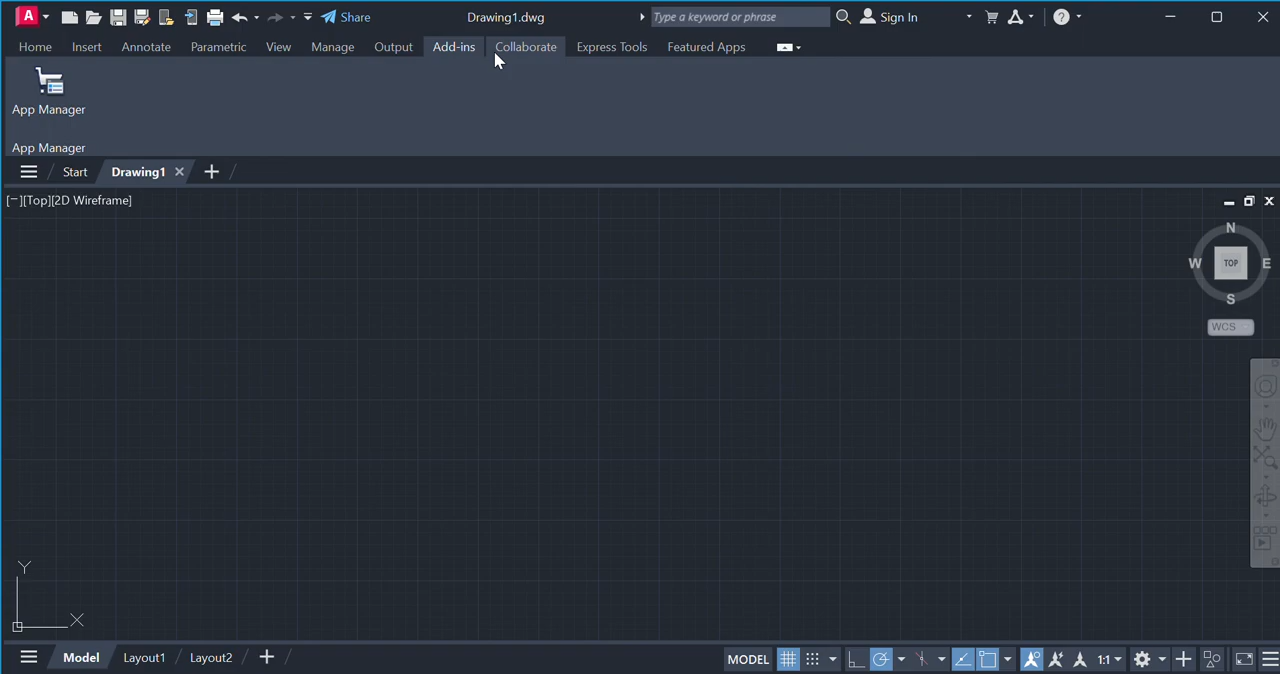 A Share Drawing1.dwg Type a keyword or phrase Sign In ?
Home Insert Annotate Parametric View Manage Output Add-ins Collaborate Express Tools Featured Apps
App Manager
App Manager
Start Drawing1
[−][Top][2D Wireframe]
N
W TOP E
S
WCS
Y
X
Model Layout1 Layout2 MODEL 1:1